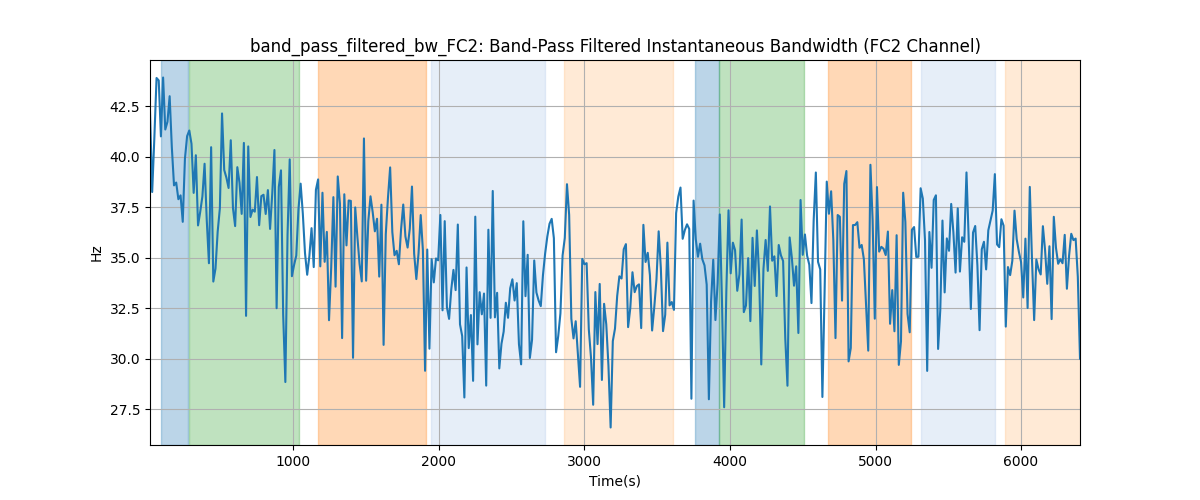 band_pass_filtered_bw_FC2: Band-Pass Filtered Instantaneous Bandwidth (FC2 Channel)
42.5
40.0
37.5
35.0
32.5
30.0
27.5
Hz
1000 2000 3000 4000 5000 6000
Time(s)